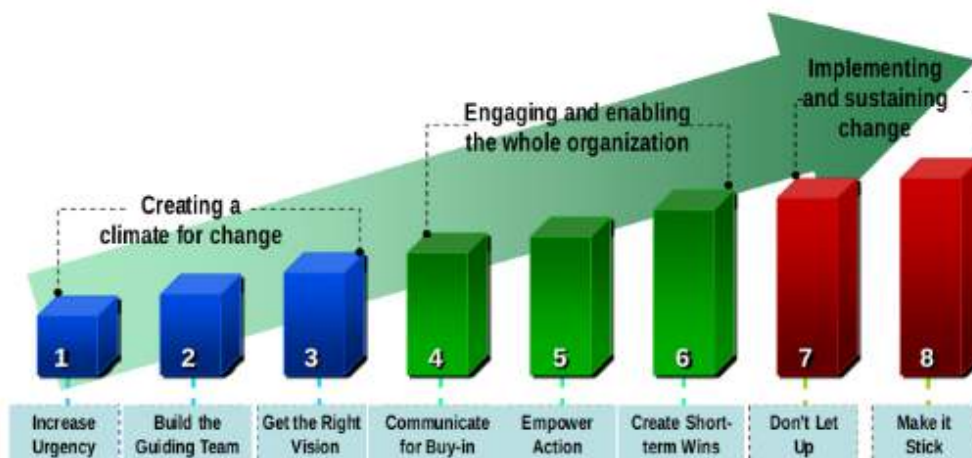 Implementing
and sustaining
change
Engaging and enabling
the whole organization
Creating a
climate for change
1
2
3
4
5
6
7
8
Increase
Urgency
Build the
Guiding Team
Get the Right
Vision
Communicate
for Buy-in
Empower
Action
Create Short-
term Wins
Don't Let
Up
Make it
Stick